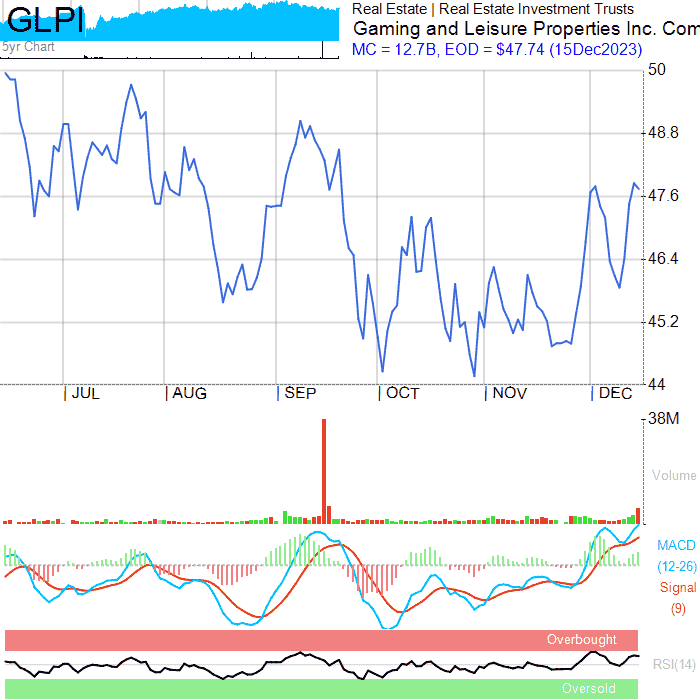 GLPI
5yr Chart
Real Estate | Real Estate Investment Trusts
Gaming and Leisure Properties Inc. Com
MC = 12.7B, EOD = $47.74 (15Dec2023)
50
48.8
47.6
46.4
45.2
44
| JUL
| AUG
| SEP
| OCT
| NOV
| DEC
38M
Volume
MACD
(12-26)
Signal
(9)
Overbought
RSI(14)
Oversold